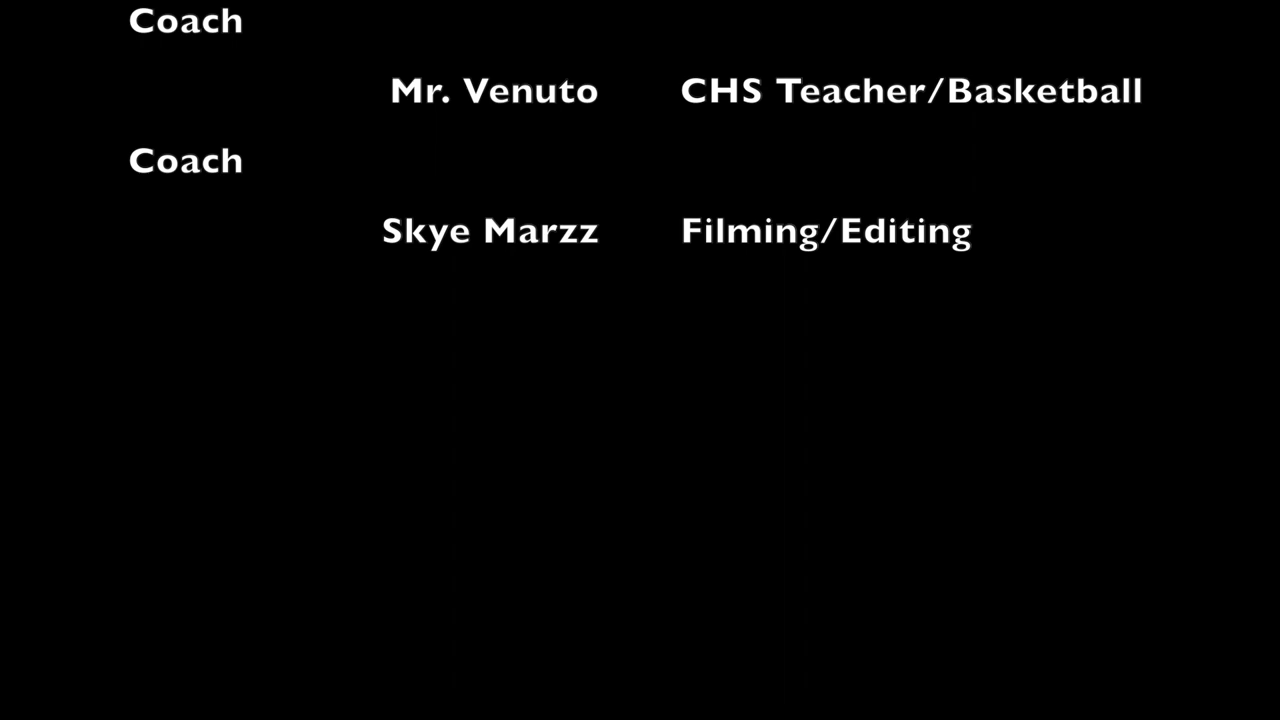 Coach
Mr. Venuto CHS Teacher/Basketball
Coach
Skye Marzz Filming/Editing